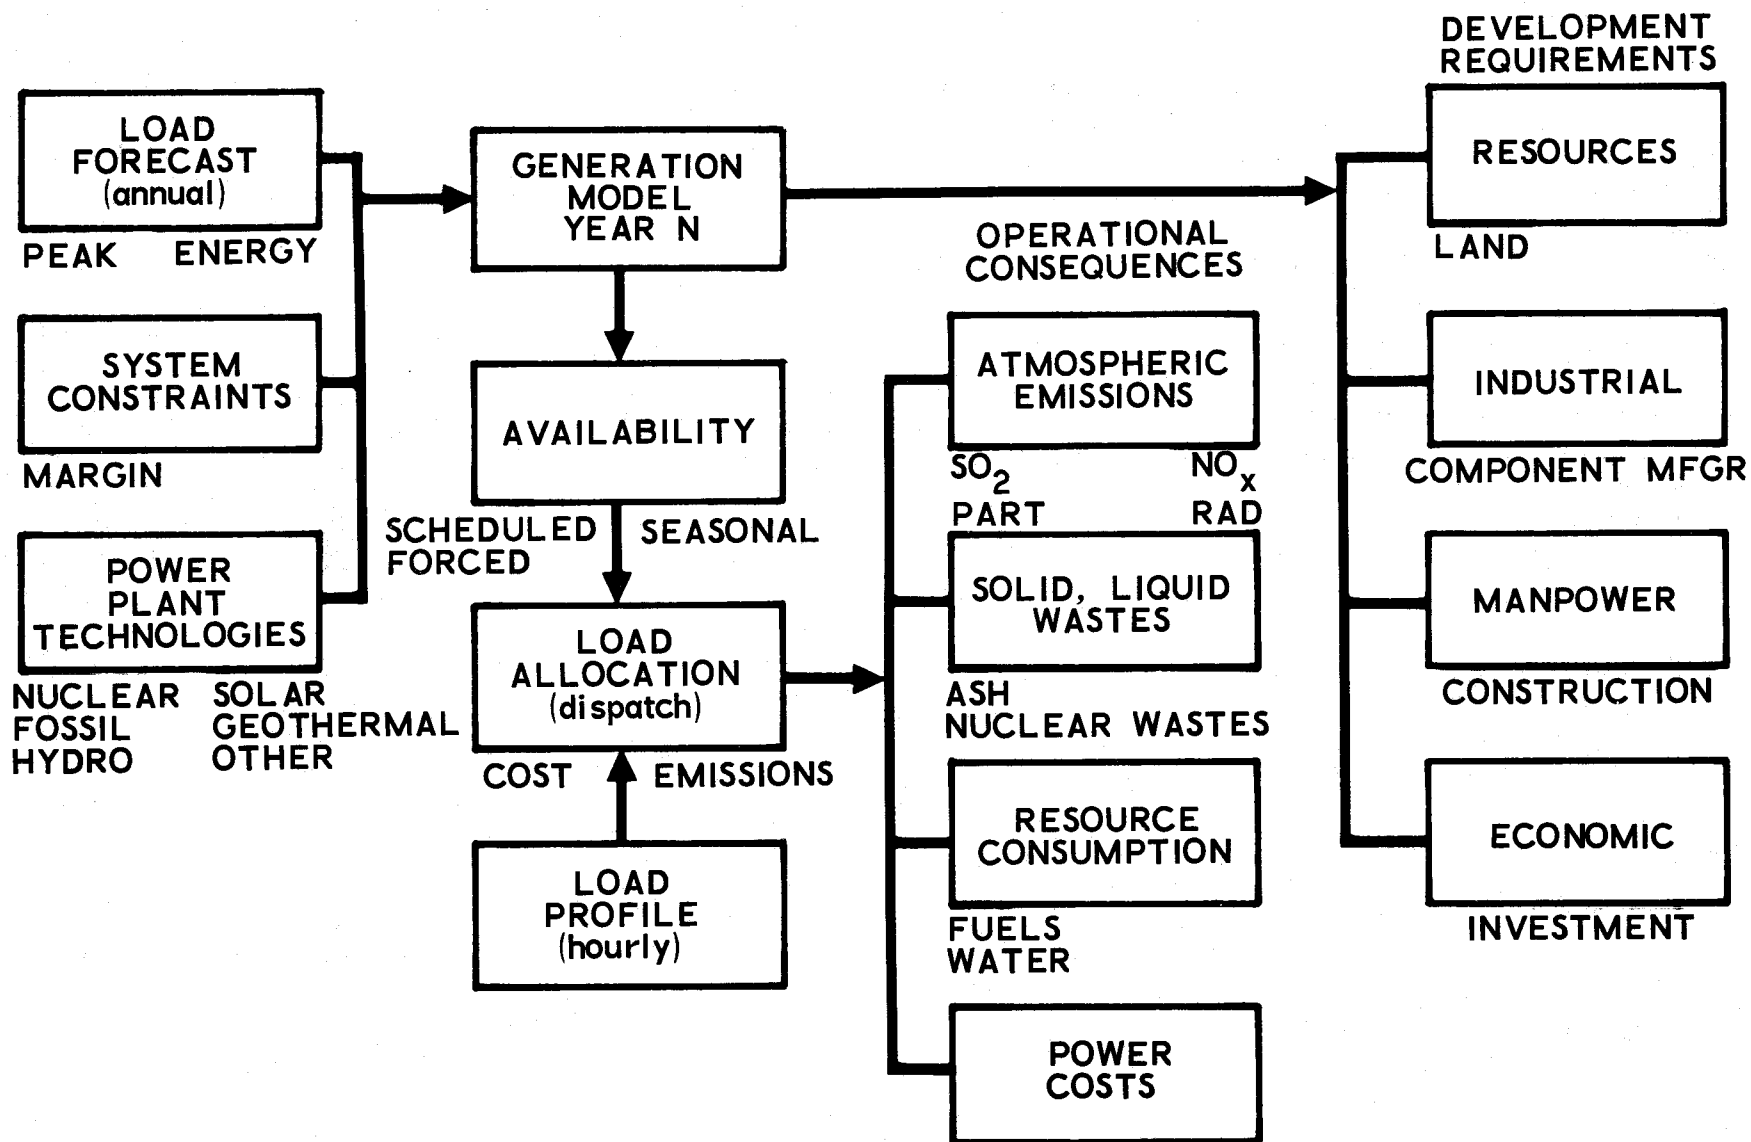 LOAD
FORECAST
(annual)
PEAK ENERGY
SYSTEM
CONSTRAINTS
MARGIN
POWER
PLANT
TECHNOLOGIES
NUCLEAR SOLAR
FOSSIL GEOTHERMAL
HYDRO OTHER
GENERATION
MODEL
YEAR N
AVAILABILITY
SCHEDULED SEASONAL
FORCED
LOAD
ALLOCATION
(dispatch)
COST EMISSIONS
LOAD
PROFILE
(hourly)
OPERATIONAL
CONSEQUENCES
ATMOSPHERIC
EMISSIONS
SO₂ NOₓ
PART RAD
SOLID, LIQUID
WASTES
ASH
NUCLEAR WASTES
RESOURCE
CONSUMPTION
FUELS
WATER
POWER
COSTS
DEVELOPMENT
REQUIREMENTS
RESOURCES
LAND
INDUSTRIAL
COMPONENT MFGR
MANPOWER
CONSTRUCTION
ECONOMIC
INVESTMENT